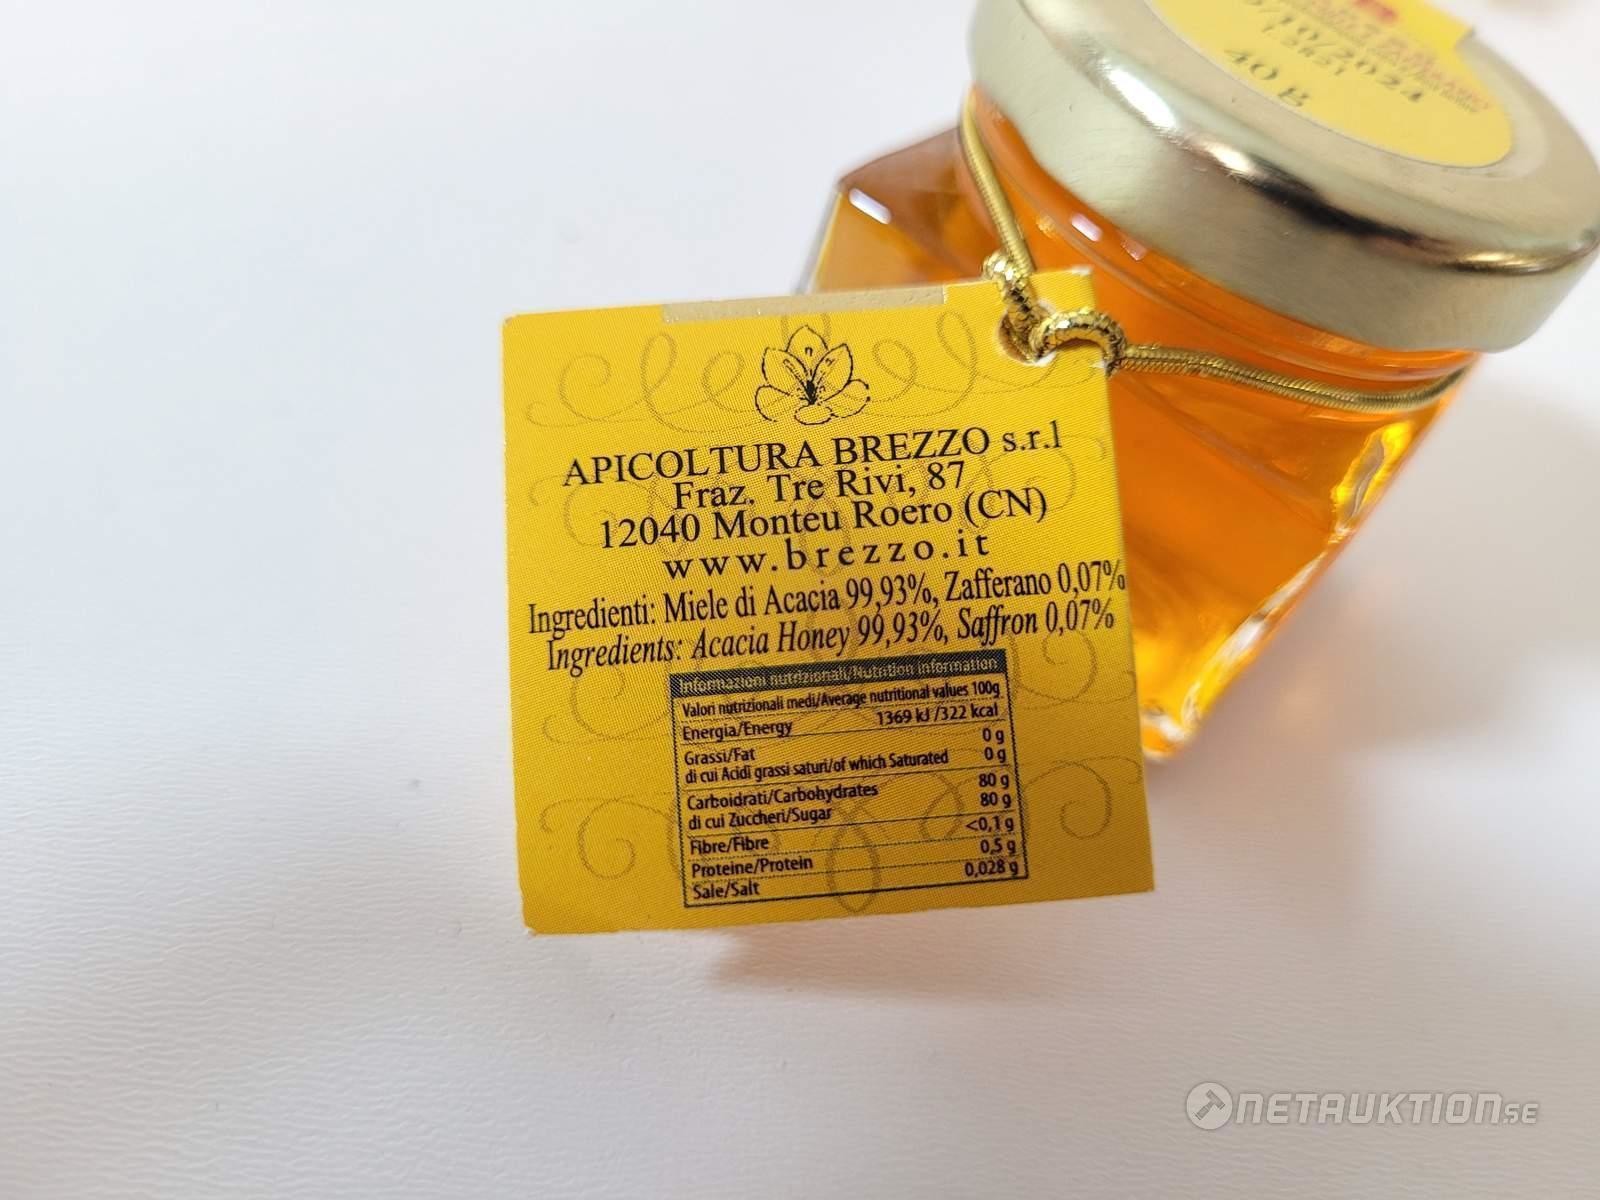 /10/2024
L.2821
40 g
APICOLTURA BREZZO s.r.l
Fraz. Tre Rivi, 87
12040 Monteu Roero (CN)
www.brezzo.it
Ingredienti: Miele di Acacia 99,93%, Zafferano 0,07%
Ingredients: Acacia Honey 99,93%, Saffron 0,07%
Informazioni nutrizionali/Nutrition information
Valori nutrizionali medi/Average nutritional values 100g
Energia/Energy 1369 kJ /322 kcal
Grassi/Fat 0 g
di cui Acidi grassi saturi/of which Saturated 0 g
Carboidrati/Carbohydrates 80 g
di cui Zuccheri/Sugar 80 g
Fibre/Fibre <0,1 g
Proteine/Protein 0,5 g
Sale/Salt 0,028 g
NETAUKTION.SE